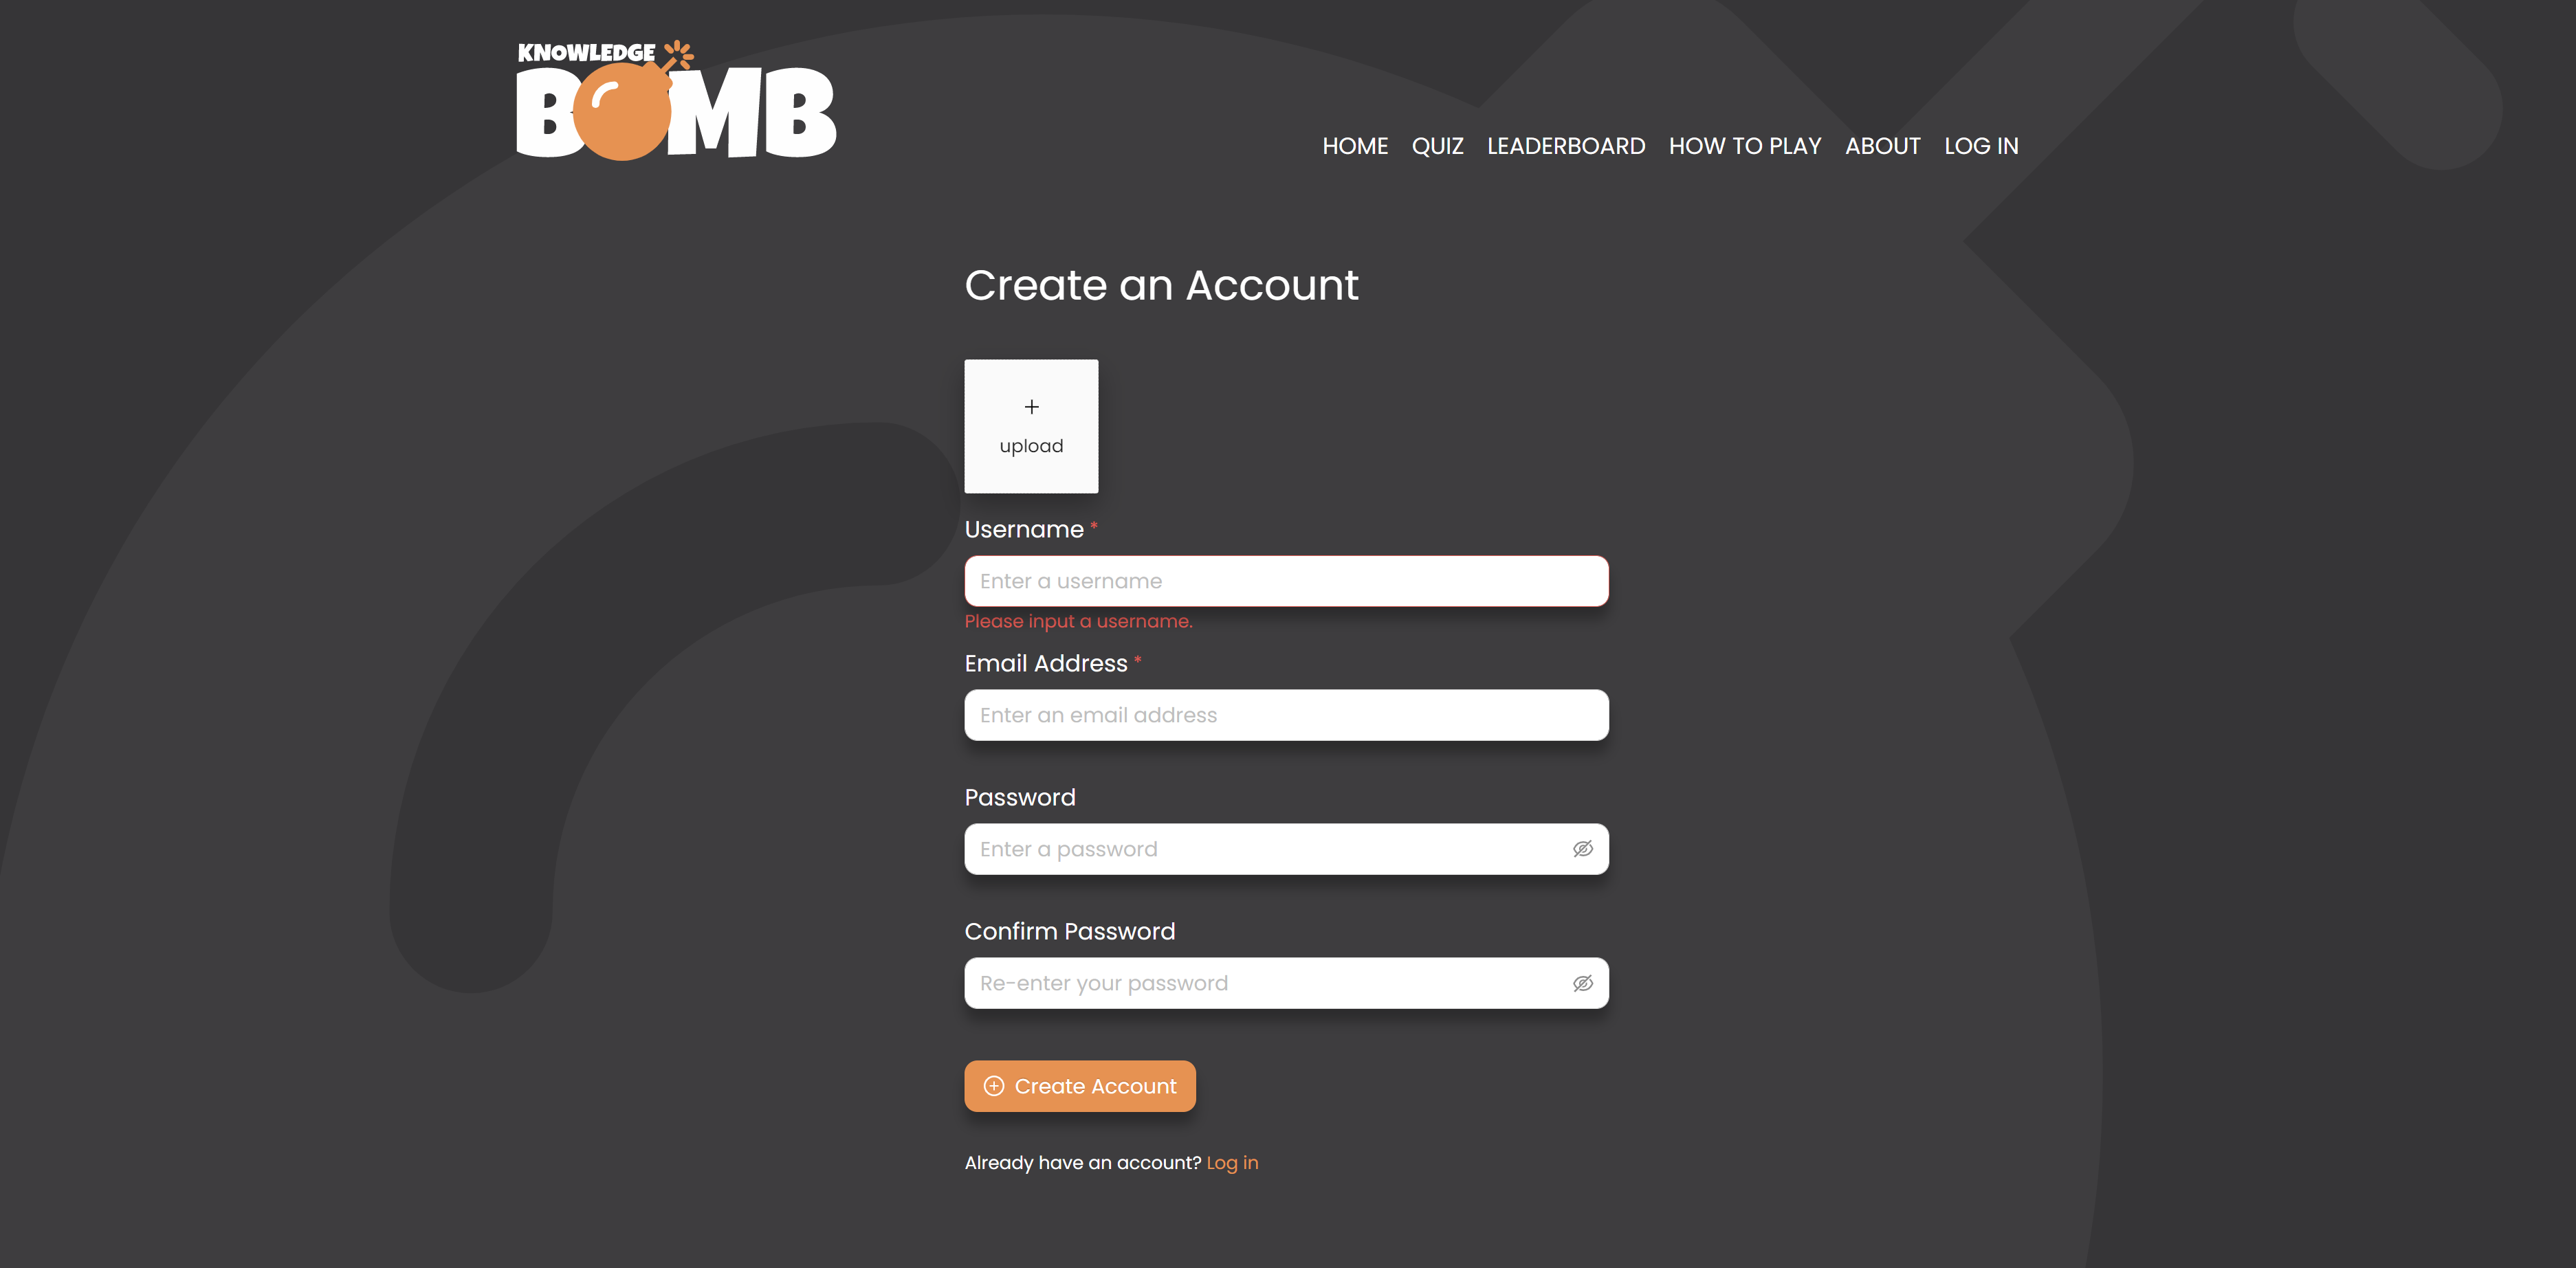 KNOWLEDGE
BOMB
HOME QUIZ LEADERBOARD HOW TO PLAY ABOUT LOG IN
Create an Account
+
upload
Username *
Enter a username
Please input a username.
Email Address *
Enter an email address
Password
Enter a password
Confirm Password
Re-enter your password
Create Account
Already have an account? Log in